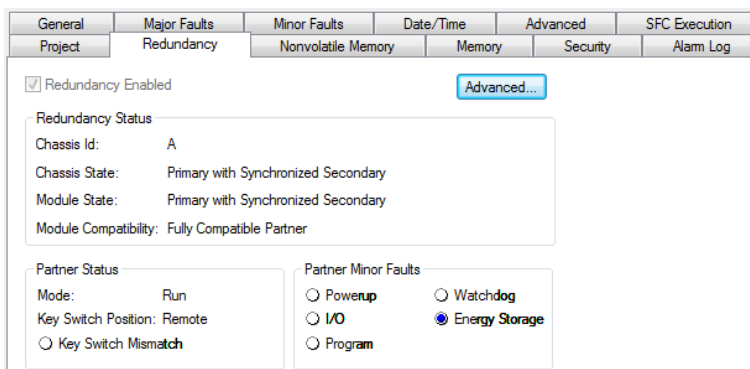 General Major Faults Minor Faults Date/Time Advanced SFC Execution
Project Redundancy Nonvolatile Memory Memory Security Alarm Log
Redundancy Enabled Advanced...
Redundancy Status
Chassis Id: A
Chassis State: Primary with Synchronized Secondary
Module State: Primary with Synchronized Secondary
Module Compatibility: Fully Compatible Partner
Partner Status
Mode: Run
Key Switch Position: Remote
Key Switch Mismatch
Partner Minor Faults
Powerup Watchdog
I/O Energy Storage
Program